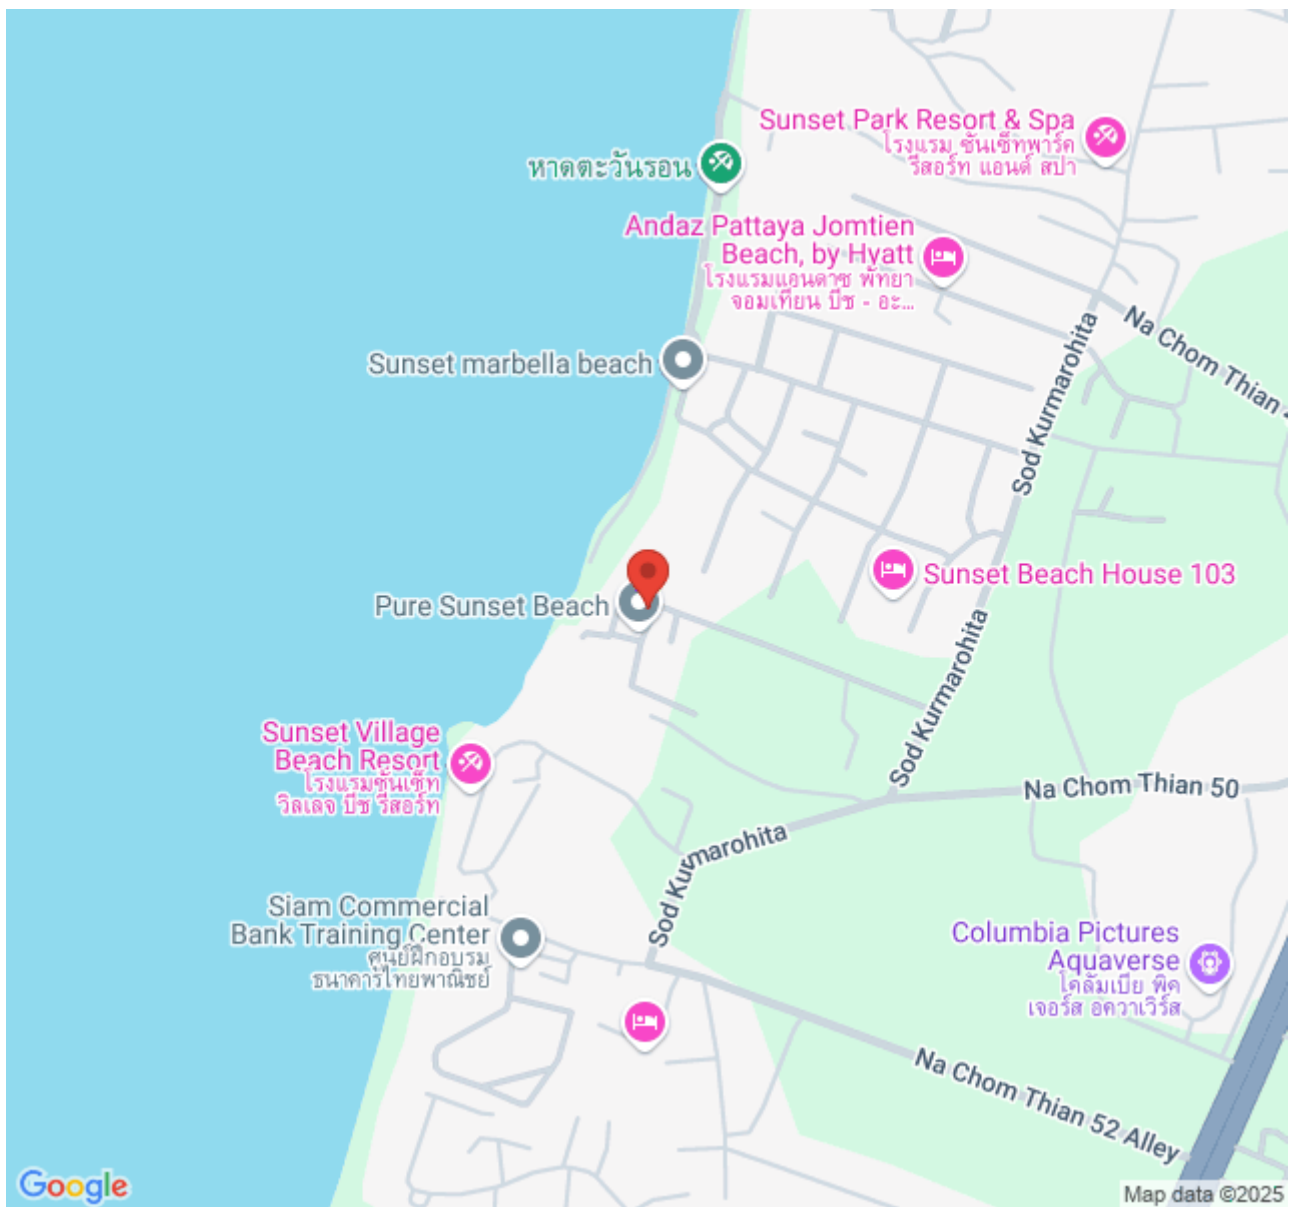 Sunset Park Resort & Spa
โรงแรม ซันเซ็ทพาร์ค
รีสอร์ท แอนด์ สปา
หาดตะวันรอน
Andaz Pattaya Jomtien
Beach, by Hyatt
โรงแรมแอนดาซ พัทยา
จอมเทียน บีช - อะ...
Na Chom Thian 4
Sod Kurmarohita
Sunset marbella beach
Sunset Beach House 103
Pure Sunset Beach
Sod Kurmarohita
Sunset Village
Beach Resort
โรงแรมซันเซ็ท
วิลเลจ บีช รีสอร์ท
Na Chom Thian 50
Sod Kurmarohita
Siam Commercial
Bank Training Center
ศูนย์ฝึกอบรม
ธนาคารไทยพาณิชย์
Columbia Pictures
Aquaverse
โคลัมเบีย พิค
เจอร์ส อควาเวิร์ส
Na Chom Thian 52 Alley
Google
Map data ©2025